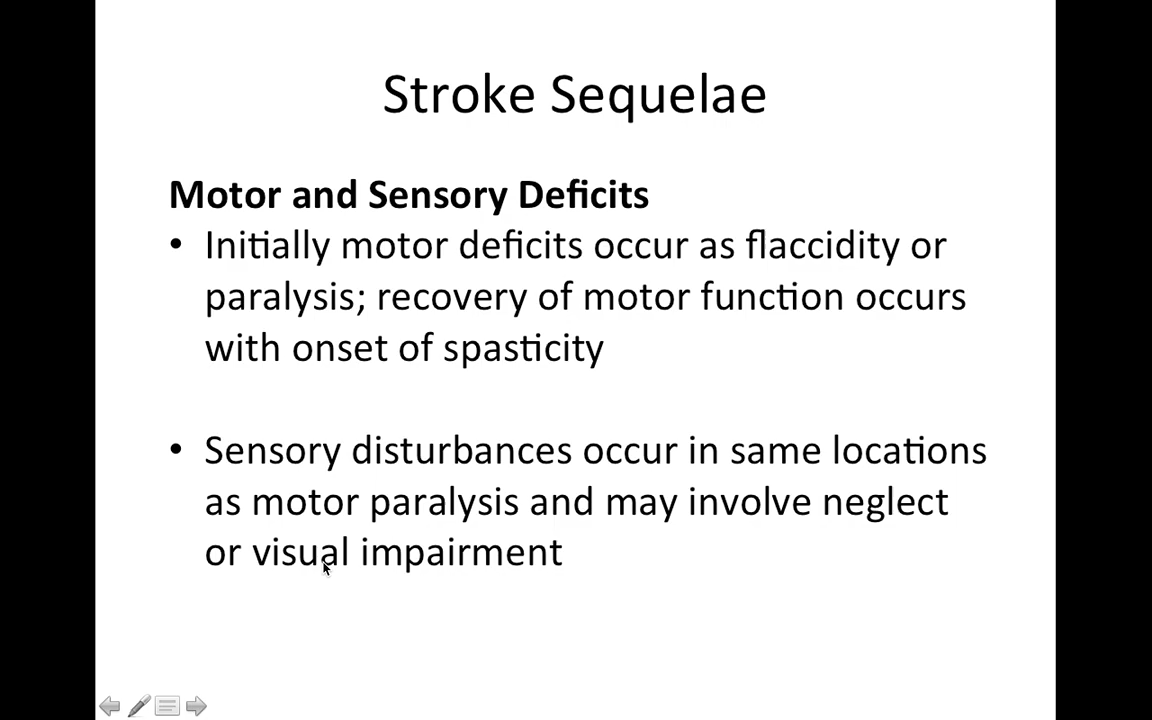 Stroke Sequelae
Motor and Sensory Deficits
• Initially motor deficits occur as flaccidity or
paralysis; recovery of motor function occurs
with onset of spasticity
• Sensory disturbances occur in same locations
as motor paralysis and may involve neglect
or visual impairment